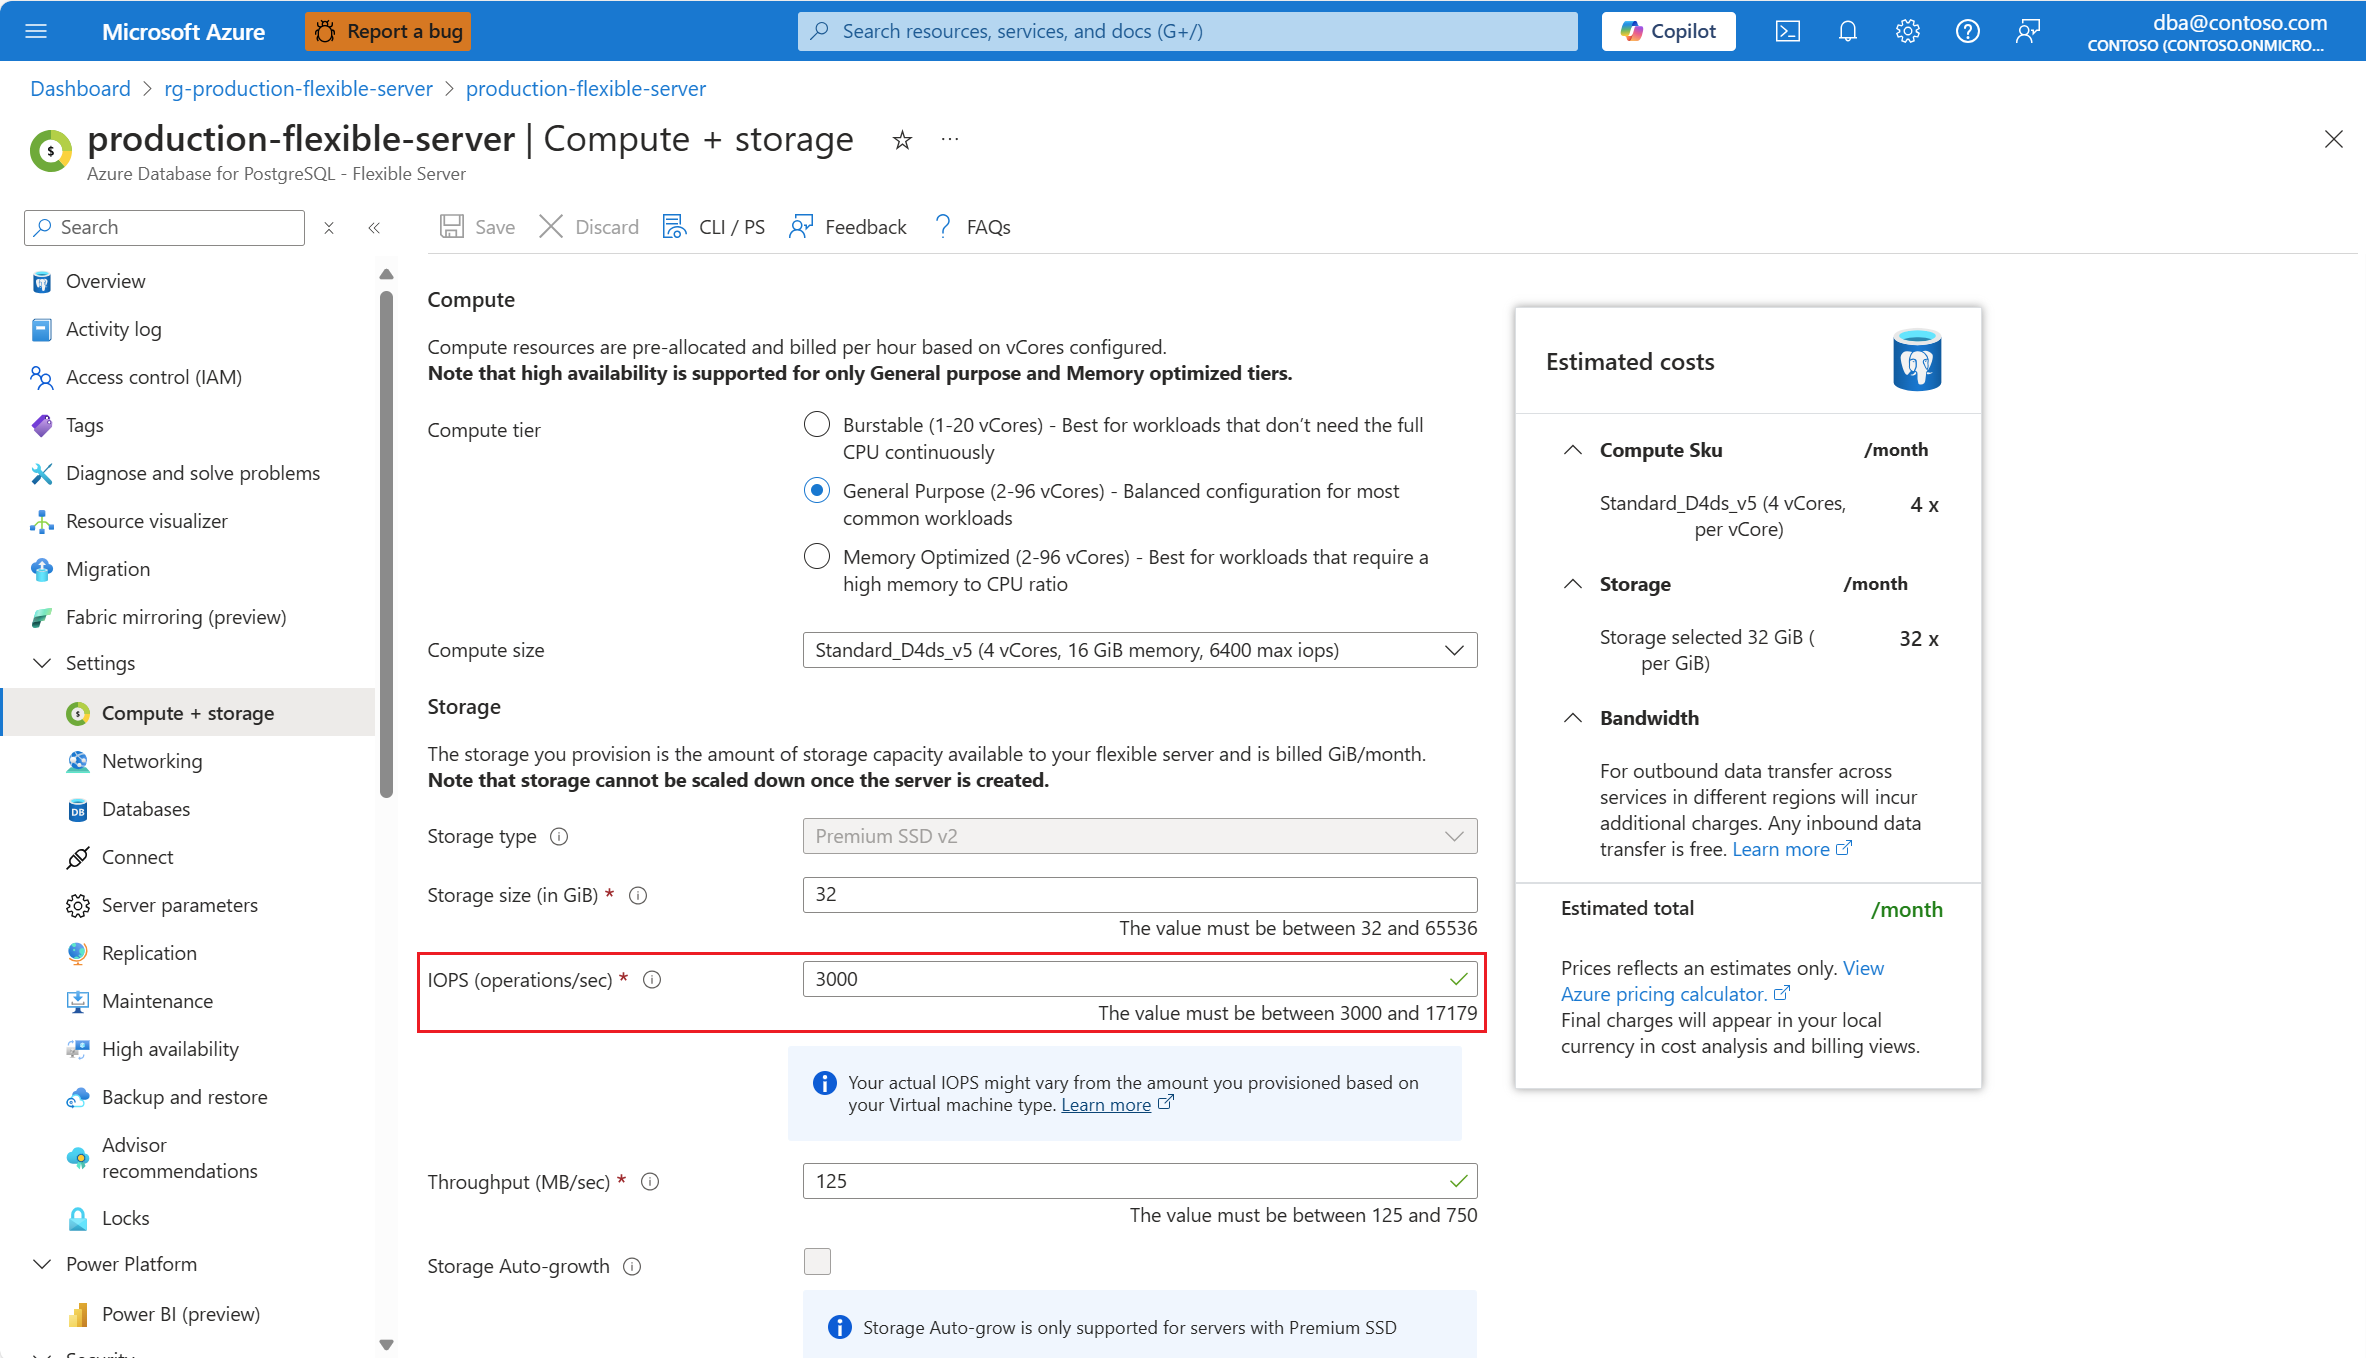 Microsoft Azure
Report a bug
Search resources, services, and docs (G+/)
Copilot
dba@contoso.com
CONTOSO (CONTOSO.ONMICRO...
Dashboard > rg-production-flexible-server > production-flexible-server
production-flexible-server | Compute + storage
Azure Database for PostgreSQL - Flexible Server
Search
Save
Discard
CLI / PS
Feedback
FAQs
Overview
Activity log
Access control (IAM)
Tags
Diagnose and solve problems
Resource visualizer
Migration
Fabric mirroring (preview)
Settings
Compute + storage
Networking
Databases
Connect
Server parameters
Replication
Maintenance
High availability
Backup and restore
Advisor
recommendations
Locks
Power Platform
Power BI (preview)
Security
Compute
Compute resources are pre-allocated and billed per hour based on vCores configured.
Note that high availability is supported for only General purpose and Memory optimized tiers.
Compute tier
Burstable (1-20 vCores) - Best for workloads that don’t need the full
CPU continuously
General Purpose (2-96 vCores) - Balanced configuration for most
common workloads
Memory Optimized (2-96 vCores) - Best for workloads that require a
high memory to CPU ratio
Compute size
Standard_D4ds_v5 (4 vCores, 16 GiB memory, 6400 max iops)
Storage
The storage you provision is the amount of storage capacity available to your flexible server and is billed GiB/month.
Note that storage cannot be scaled down once the server is created.
Storage type
Premium SSD v2
Storage size (in GiB) *
32
The value must be between 32 and 65536
IOPS (operations/sec) *
3000
The value must be between 3000 and 17179
Your actual IOPS might vary from the amount you provisioned based on
your Virtual machine type. Learn more
Throughput (MB/sec) *
125
The value must be between 125 and 750
Storage Auto-growth
Storage Auto-grow is only supported for servers with Premium SSD
Estimated costs
Compute Sku /month
Standard_D4ds_v5 (4 vCores, 4 x
per vCore)
Storage /month
Storage selected 32 GiB ( 32 x
per GiB)
Bandwidth
For outbound data transfer across
services in different regions will incur
additional charges. Any inbound data
transfer is free. Learn more
Estimated total /month
Prices reflects an estimates only. View
Azure pricing calculator.
Final charges will appear in your local
currency in cost analysis and billing views.